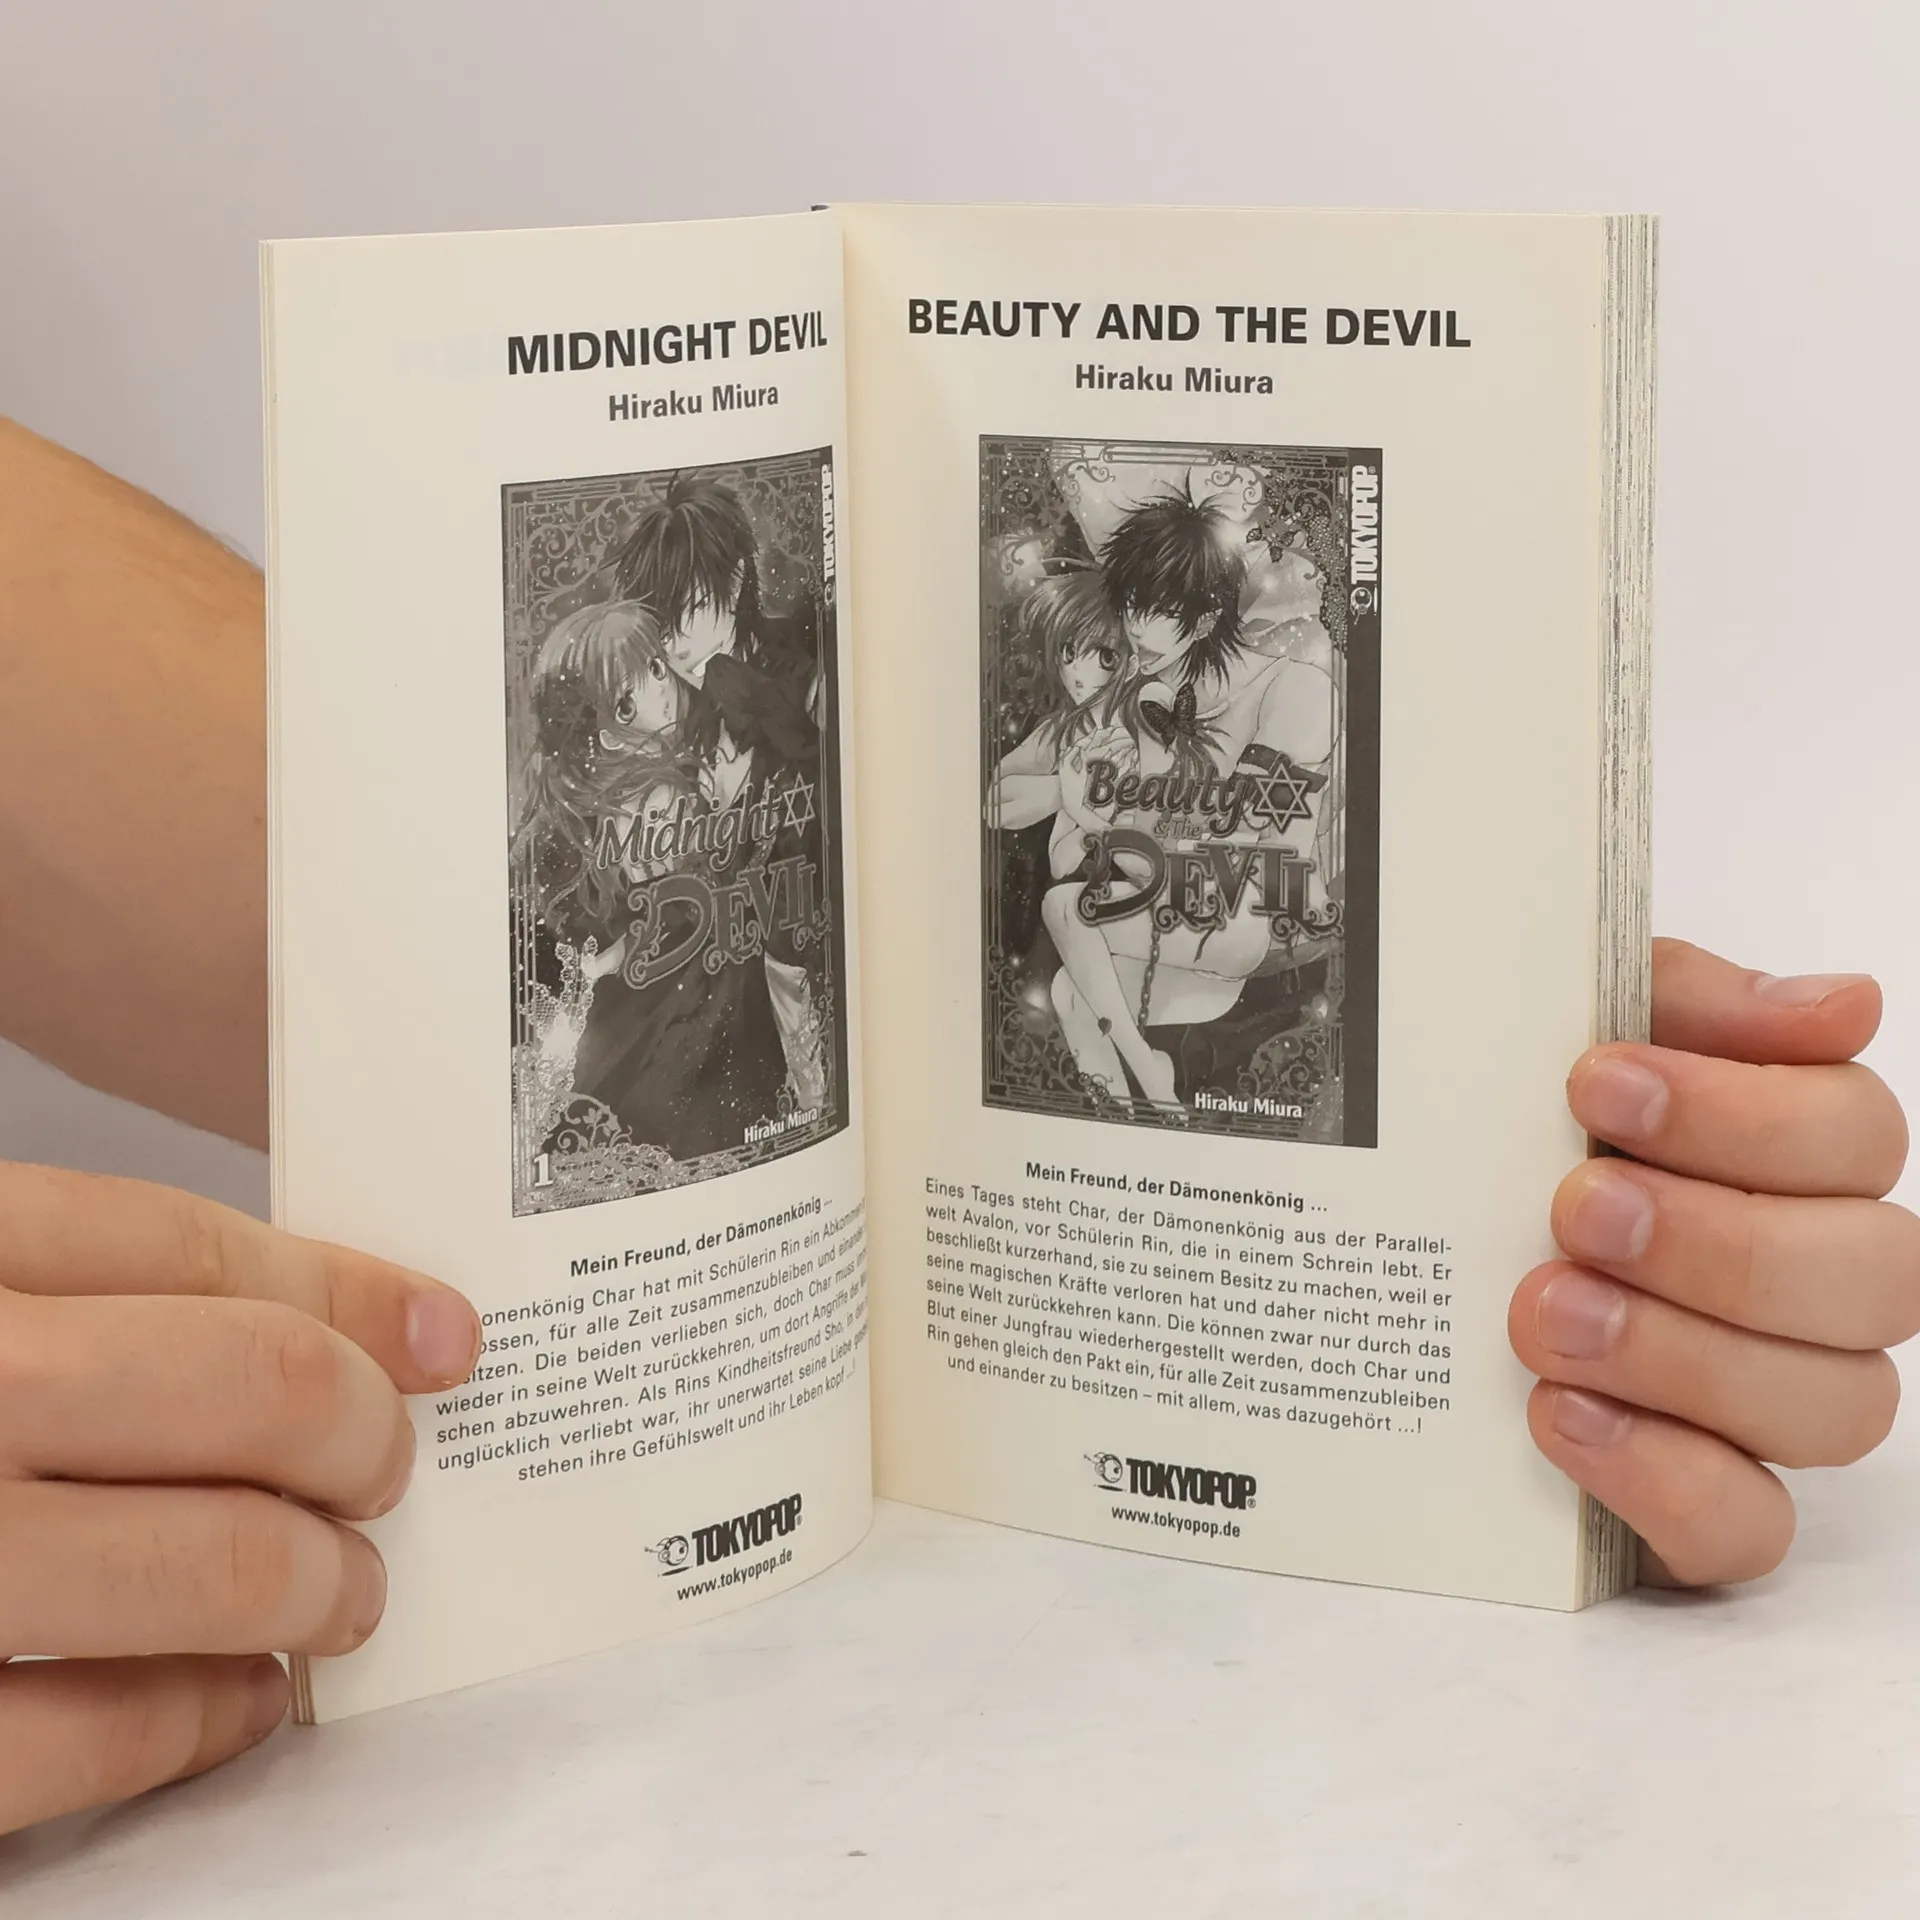 MIDNIGHT DEVIL
Hiraku Miura
TOKYOPOP
Midnight
DEVIL
Hiraku Miura
1
Mein Freund, der Dämonenkönig ...
Char hat mit Schülerin Rin ein
für alle Zeit zusammenzubleiben und
Die beiden verlieben sich, doch Char muss
wieder in seine Welt zurückkehren, um dort Angriffe der
schen abzuwehren. Als Rins Kindheitsfreund Sho, in
unglücklich verliebt war, ihr unerwartet seine Liebe
stehen ihre Gefühlswelt und ihr Leben kopf ...!
TOKYOPOP
www.tokyopop.de
BEAUTY AND THE DEVIL
Hiraku Miura
TOKYOPOP
Beauty
& The
DEVIL
Hiraku Miura
Mein Freund, der Dämonenkönig ...
Eines Tages steht Char, der Dämonenkönig aus der Parallel-
welt Avalon, vor Schülerin Rin, die in einem Schrein lebt. Er
beschließt kurzerhand, sie zu seinem Besitz zu machen, weil er
seine magischen Kräfte verloren hat und daher nicht mehr in
seine Welt zurückkehren kann. Die können zwar nur durch das
Blut einer Jungfrau wiederhergestellt werden, doch Char und
Rin gehen gleich den Pakt ein, für alle Zeit zusammenzubleiben
und einander zu besitzen – mit allem, was dazugehört ...!
TOKYOPOP®
www.tokyopop.de